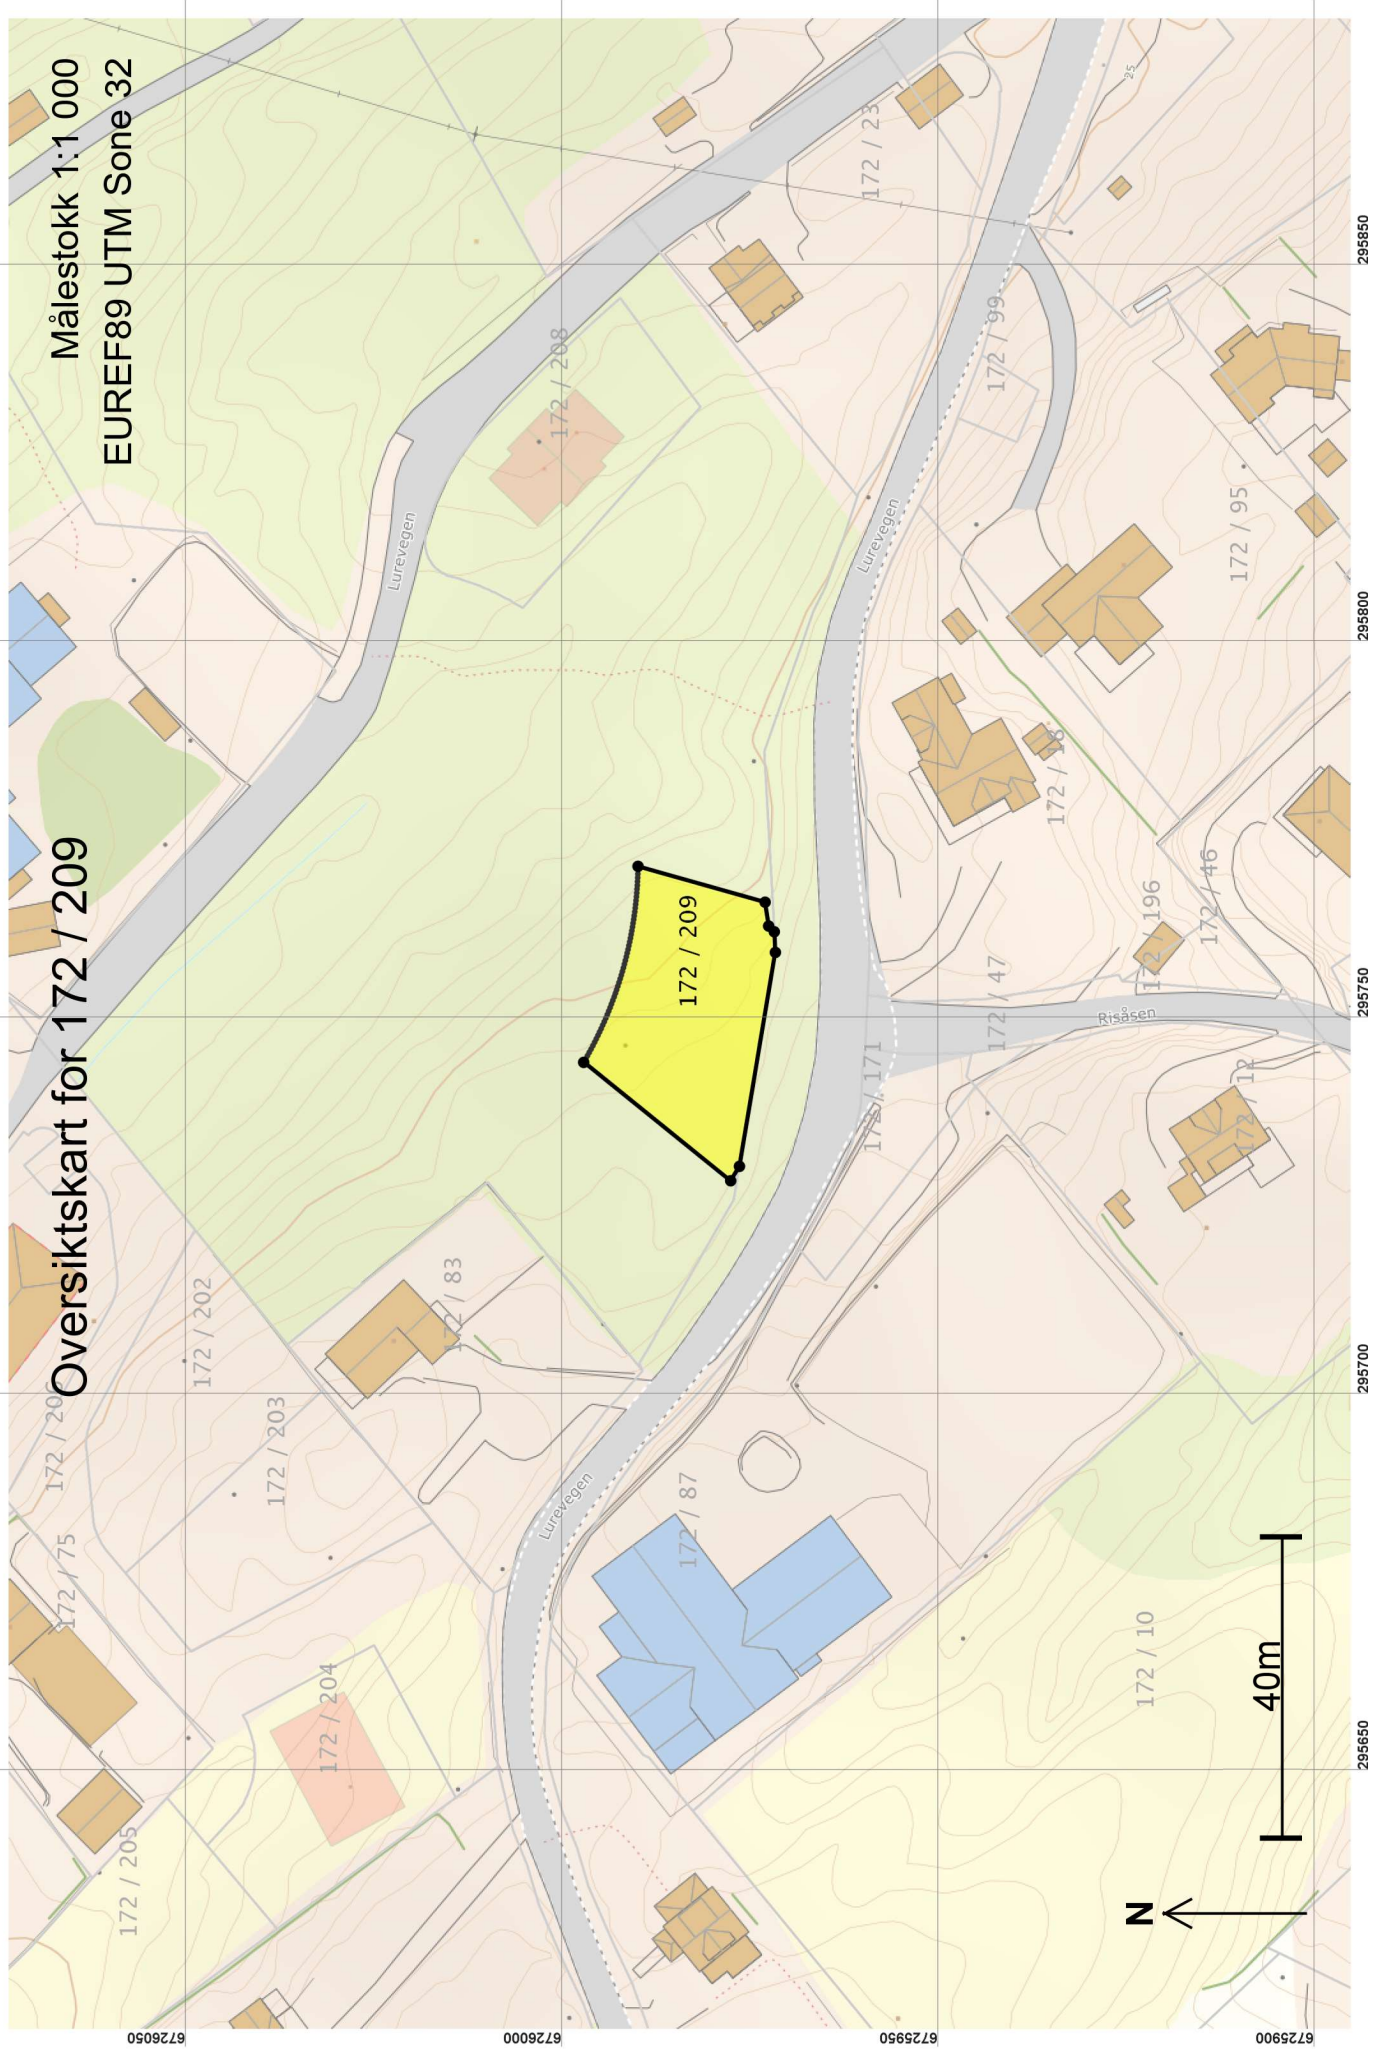 Oversiktskart for 172 / 209
Målestokk 1:1 000
EUREF89 UTM Sone 32
172 / 206
172 / 202
172 / 203
172 / 75
172 / 204
172 / 205
172 / 83
172 / 208
Lurevegen
172 / 209
172 / 23
25
Lurevegen
172 / 99
172 / 95
172 / 18
172 / 46
172 / 196
172 / 47
Risåsen
172 / 171
172 / 12
Lurevegen
172 / 87
172 / 10
40m
N
6726050
6726000
6725950
6725900
295650
295700
295750
295800
295850